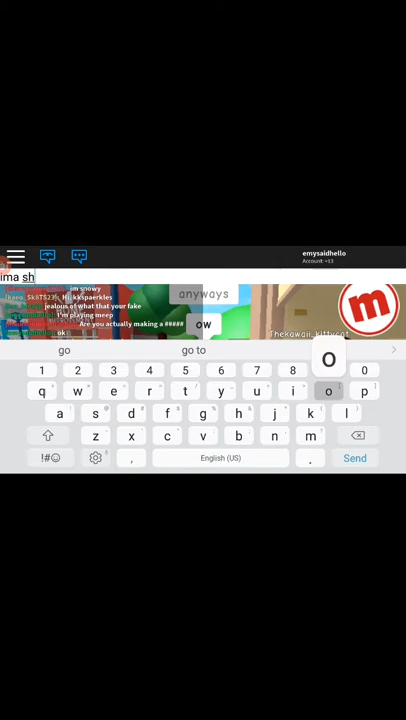 emysaidhello
Account: <13
ima sh
im snowy
Hi jkkspaerkles
anyways
jealous of what that your fake
I'm playing meep
Are you actually making a #####
ow
m
ok
Thekawaii_kittycat
go
go to
o
1 2 3 4 5 6 7 8 0
q w e r t y u i o p
a s d f g h j k l
z x c v b n m
!#☺ , English (US) . Send